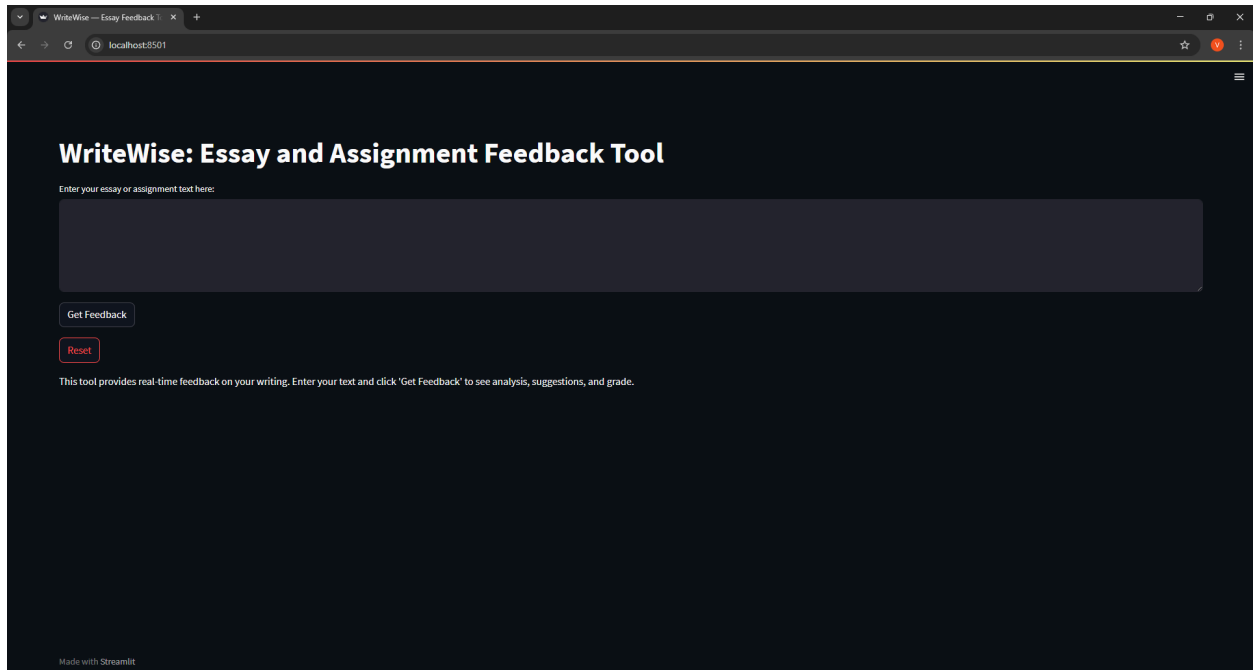 WriteWise — Essay Feedback
localhost:8501
V
WriteWise: Essay and Assignment Feedback Tool
Enter your essay or assignment text here:
Get Feedback
Reset
This tool provides real-time feedback on your writing. Enter your text and click 'Get Feedback' to see analysis, suggestions, and grade.
Made with Streamlit